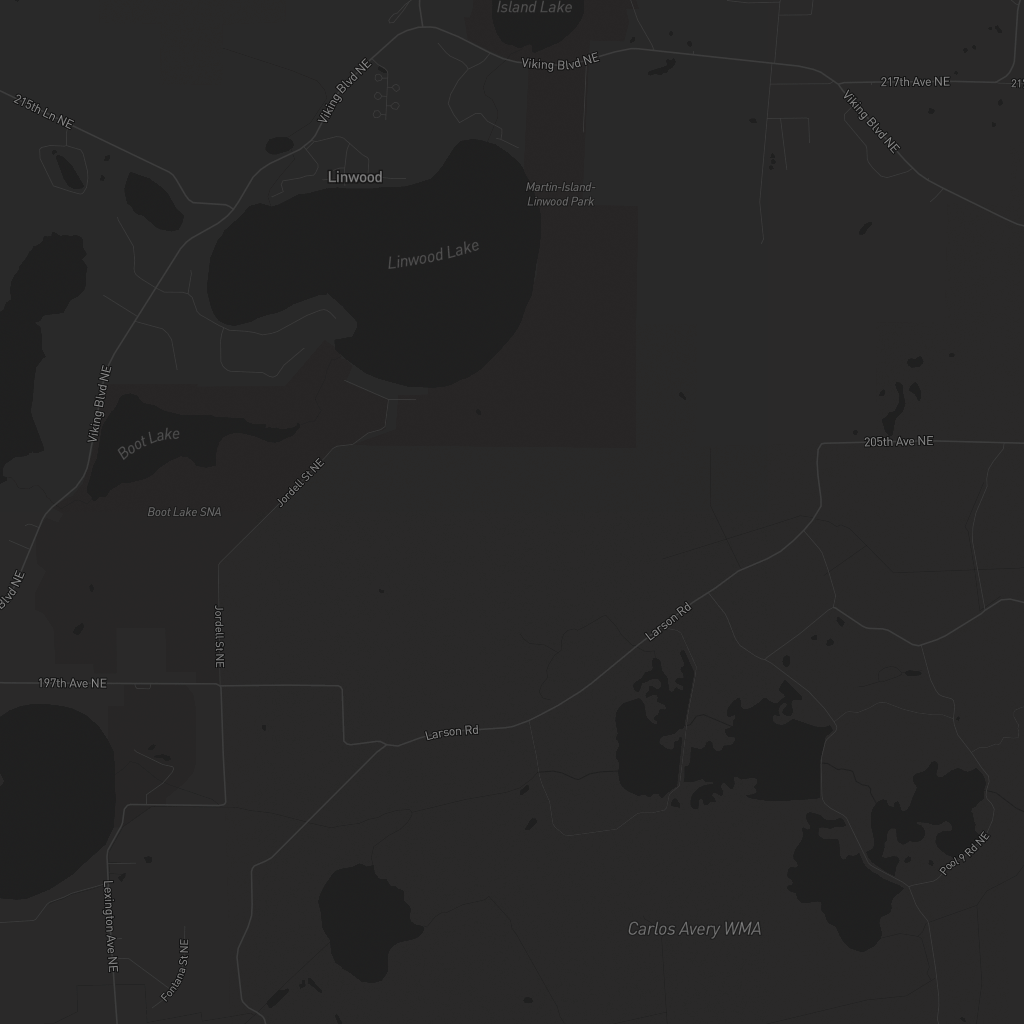 Island Lake
Viking Blvd NE
Viking Blvd NE
217th Ave NE
215th Ln NE
Viking Blvd NE
Linwood
Martin-Island-
Linwood Park
Linwood Lake
Viking Blvd NE
Boot Lake
205th Ave NE
Jordell St NE
Boot Lake SNA
Blvd NE
Larson Rd
Jordell St NE
197th Ave NE
Larson Rd
Pool 9 Rd NE
Lexington Ave NE
Carlos Avery WMA
Fontana St NE